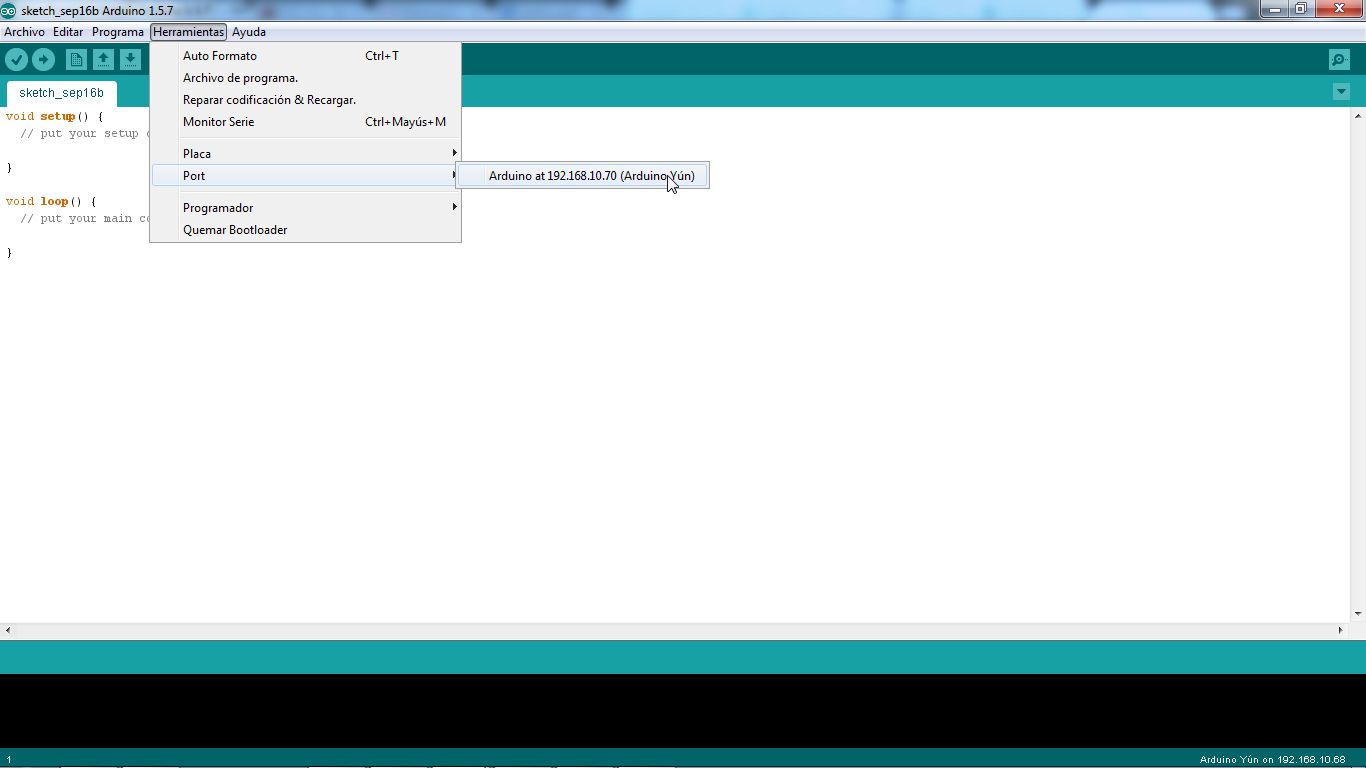 sketch_sep16b Arduino 1.5.7
Archivo Editar Programa Herramientas Ayuda
sketch_sep16b
Auto Formato Ctrl+T
Archivo de programa.
Reparar codificación & Recargar.
Monitor Serie Ctrl+Mayús+M
Placa
Port
Arduino at 192.168.10.70 (Arduino Yún)
Programador
Quemar Bootloader
void setup() {
// put your setup
}
void loop() {
// put your main
}
1
Arduino Yún on 192.168.10.68